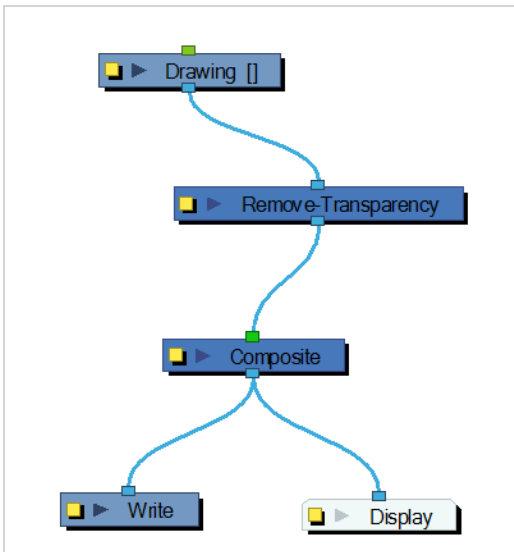 Drawing []
Remove-Transparency
Composite
Write
Display